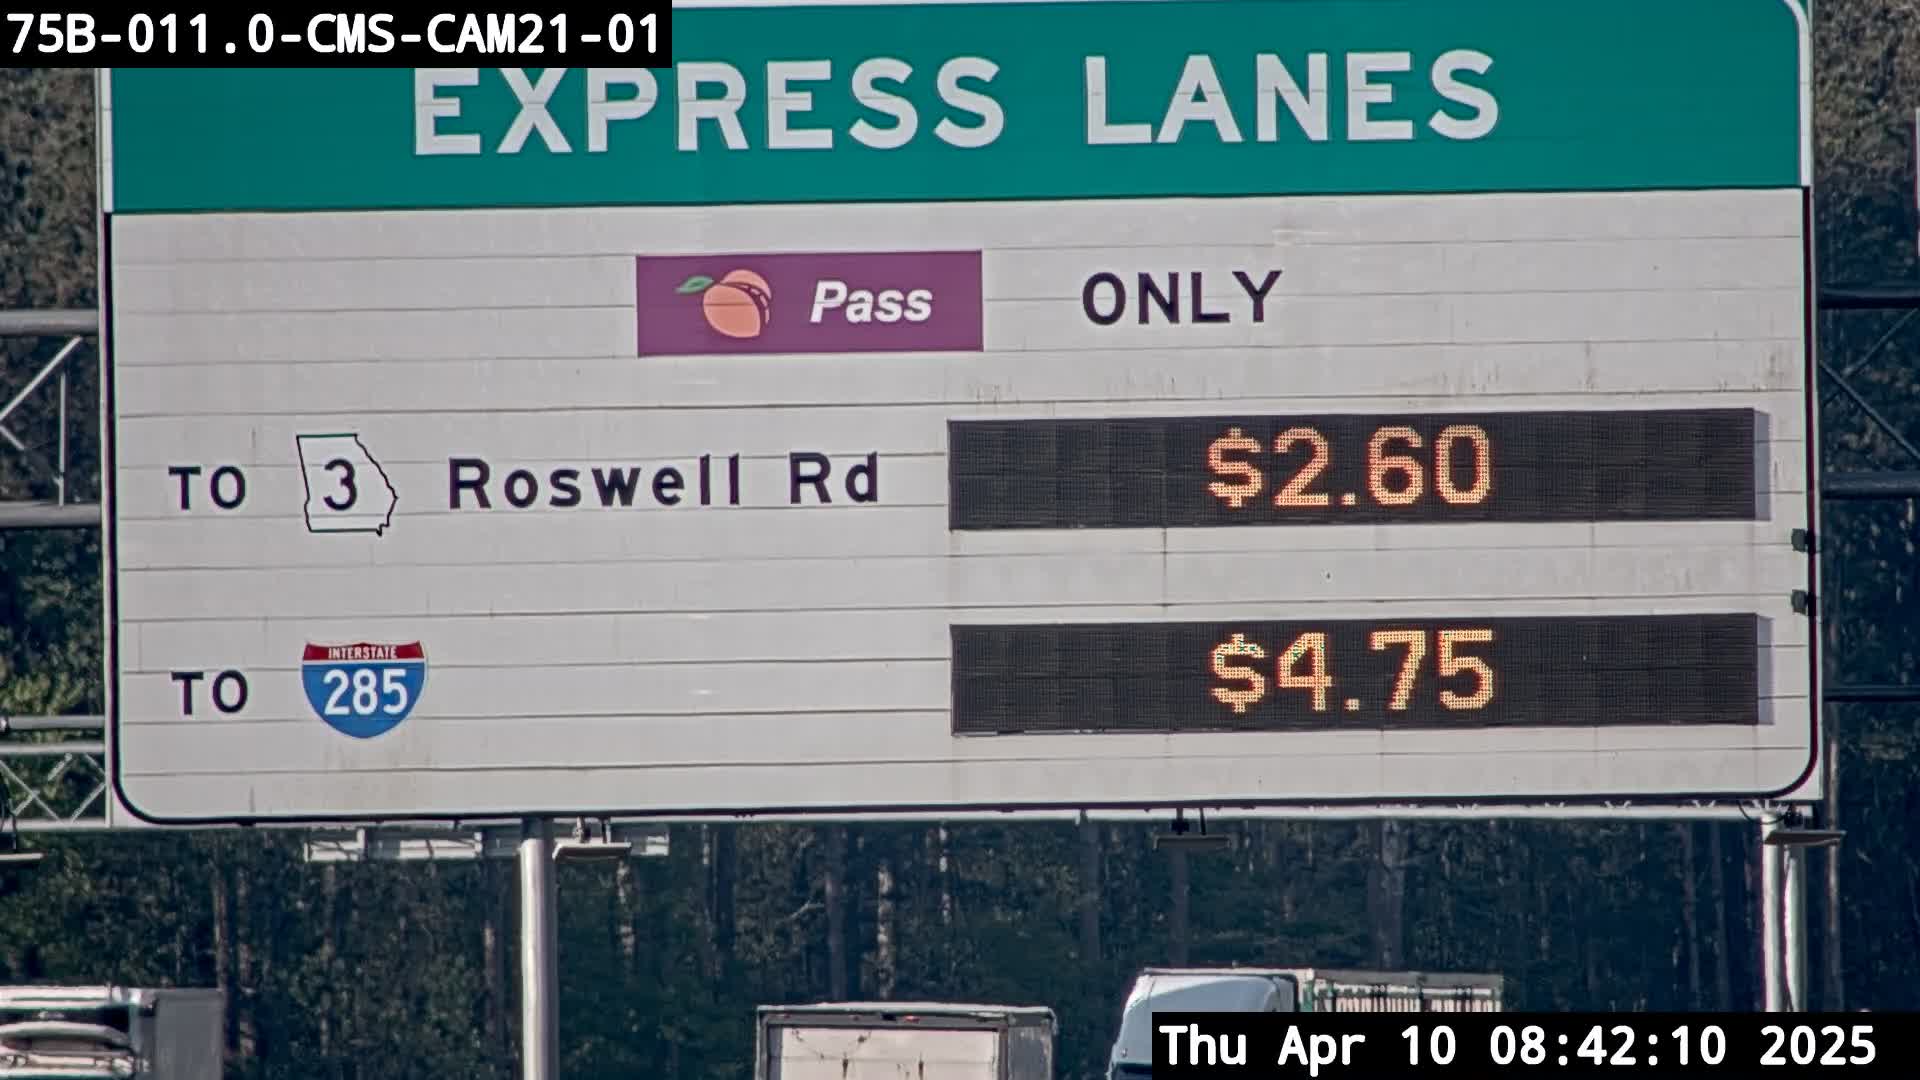 75B-011.0-CMS-CAM21-01
EXPRESS LANES
Pass ONLY
TO 3 Roswell Rd $2.60
INTERSTATE
TO 285 $4.75
Thu Apr 10 08:42:10 2025